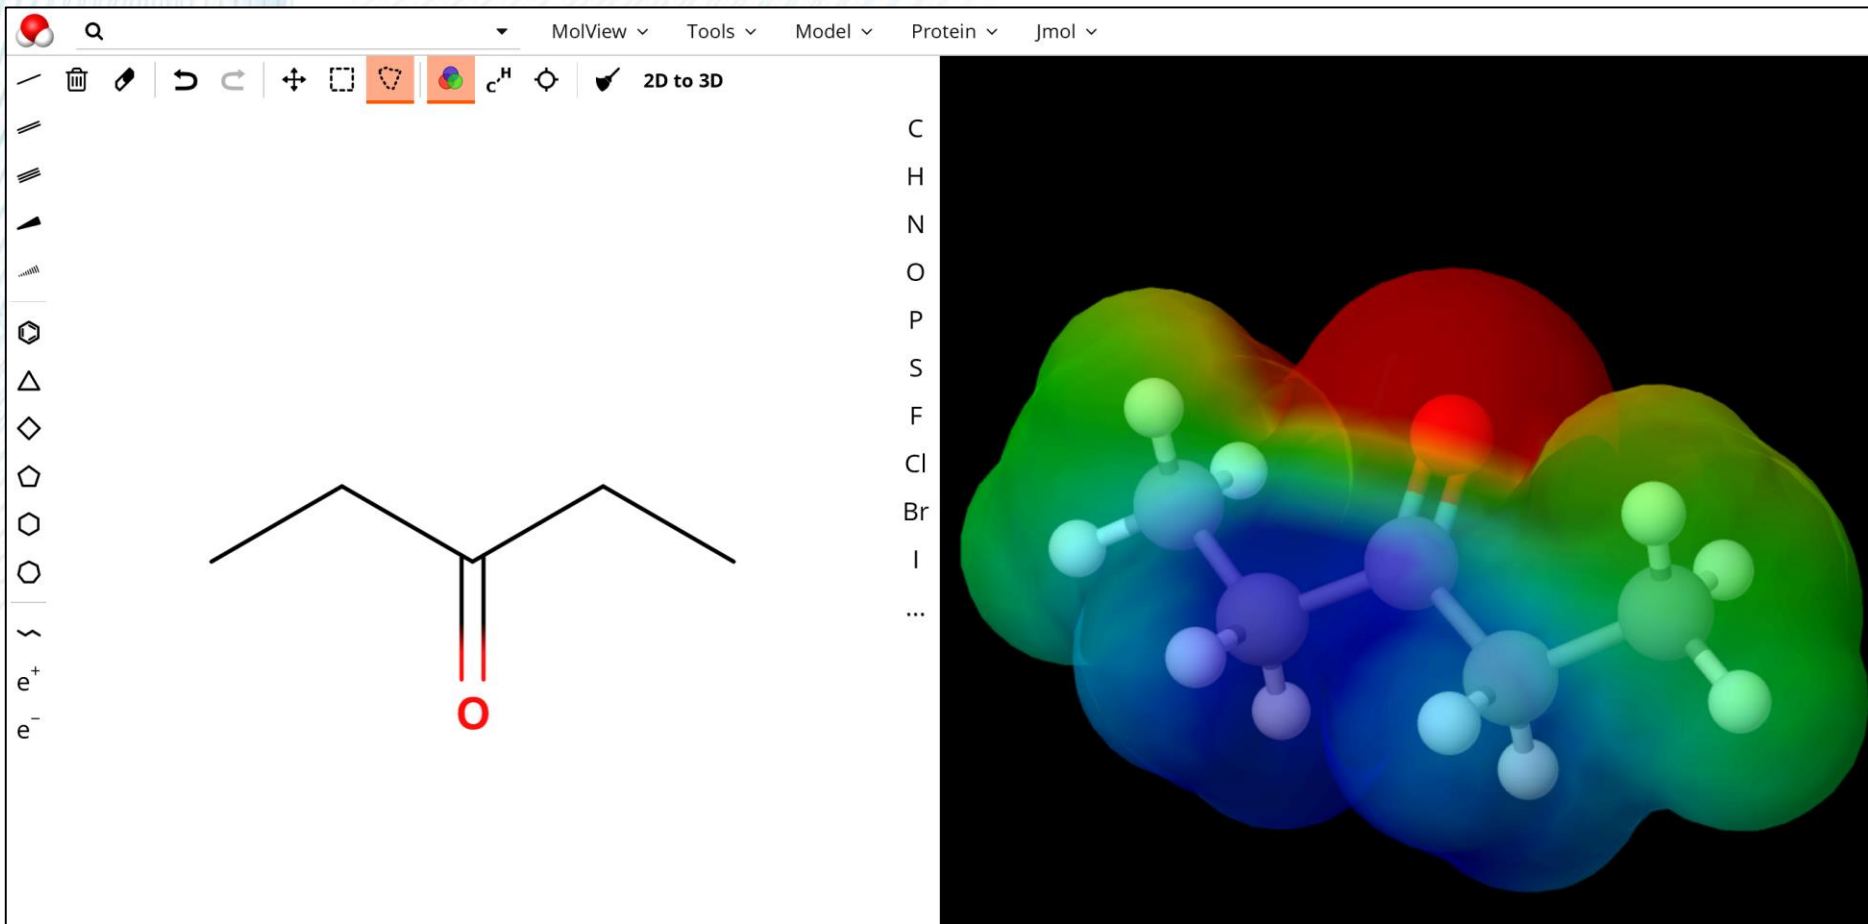 MolView Tools Model Protein Jmol
C H 2D to 3D
C
H
N
O
P
S
F
Cl
Br
I
...
e+
e−
O